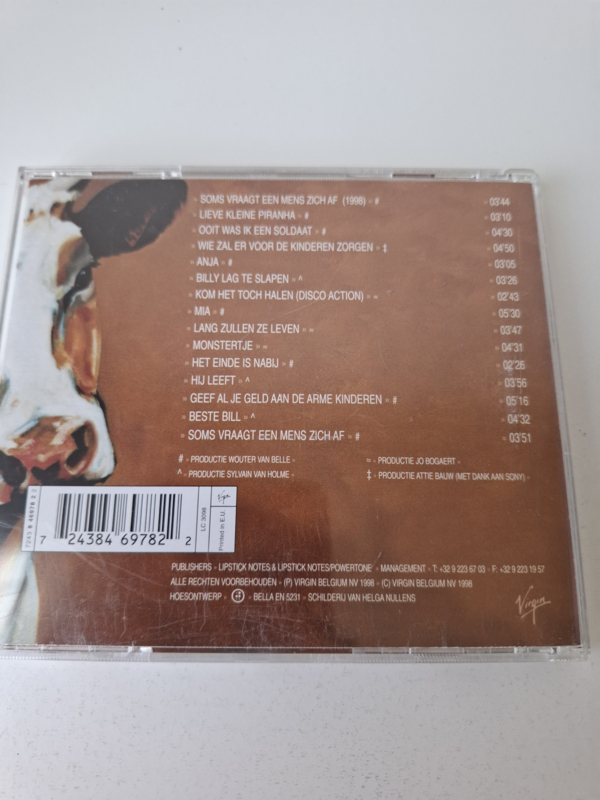 » SOMS VRAAGT EEN MENS ZICH AF (1998) » # » 03'44
» LIEVE KLEINE PIRANHA » # » 03'10
» OOIT WAS IK EEN SOLDAAT » # » 04'30
» WIE ZAL ER VOOR DE KINDEREN ZORGEN » ‡ » 04'50
» ANJA » # » 03'05
» BILLY LAG TE SLAPEN » ^ » 03'26
» KOM HET TOCH HALEN (DISCO ACTION) » ≈ » 02'43
» MIA » # » 05'30
» LANG ZULLEN ZE LEVEN » ≈ » 03'47
» MONSTERTJE » ≈ » 04'31
» HET EINDE IS NABIJ » # » 02'26
» HIJ LEEFT » ^ » 03'56
» GEEF AL JE GELD AAN DE ARME KINDEREN » # » 05'16
» BESTE BILL » ^ » 04'32
» SOMS VRAAGT EEN MENS ZICH AF » # » 03'51
# » PRODUCTIE WOUTER VAN BELLE »
≈ » PRODUCTIE JO BOGAERT »
^ » PRODUCTIE SYLVAIN VAN HOLME »
‡ » PRODUCTIE ATTIE BAUW (MET DANK AAN SONY) »
7 24384 69782 2
LC 3098
Printed in E.U.
Virgin
PUBLISHERS » LIPSTICK NOTES & LIPSTICK NOTES/POWERTONE » MANAGEMENT » T: +32 9 223 67 03 » F: +32 9 223 19 57
ALLE RECHTEN VOORBEHOUDEN » (P) VIRGIN BELGIUM NV 1998 » (C) VIRGIN BELGIUM NV 1998
HOESONTWERP » » BELLA EN 5231 » SCHILDERIJ VAN HELGA NULLENS
Virgin